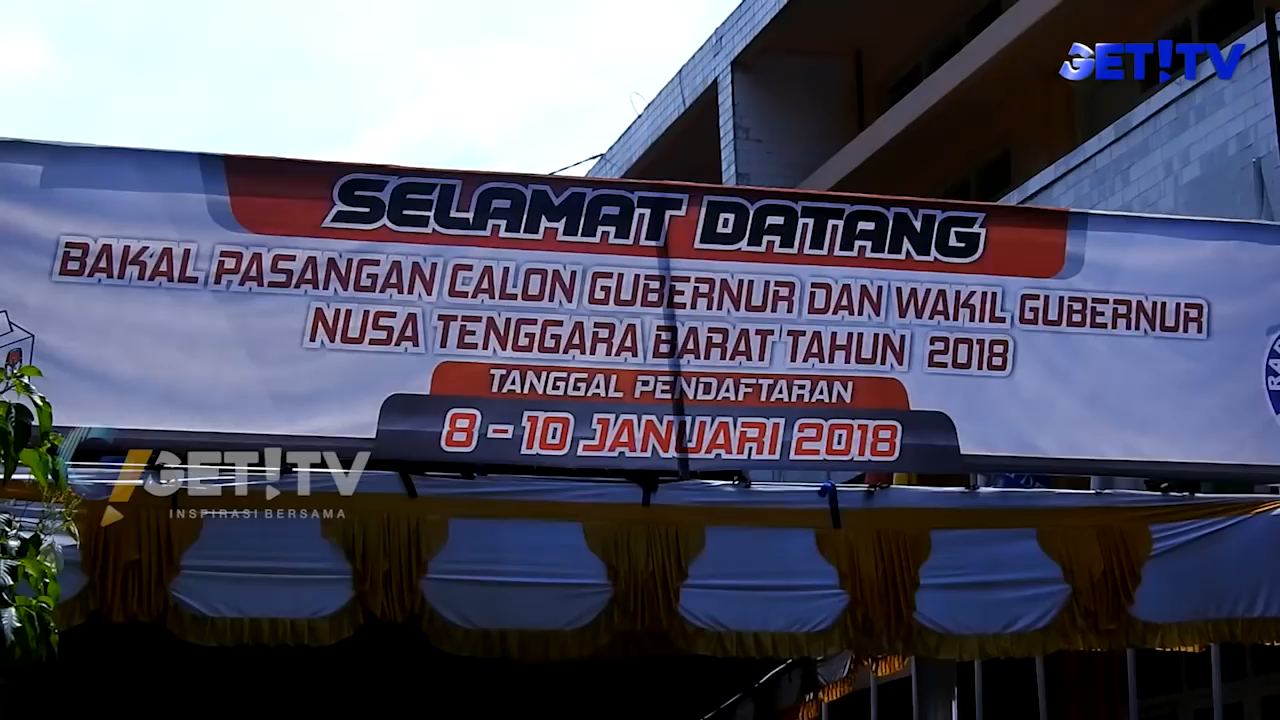 GET!TV
SELAMAT DATANG
BAKAL PASANGAN CALON GUBERNUR DAN WAKIL GUBERNUR
NUSA TENGGARA BARAT TAHUN 2018
TANGGAL PENDAFTARAN
8 - 10 JANUARI 2018
GET!TV
INSPIRASI BERSAMA